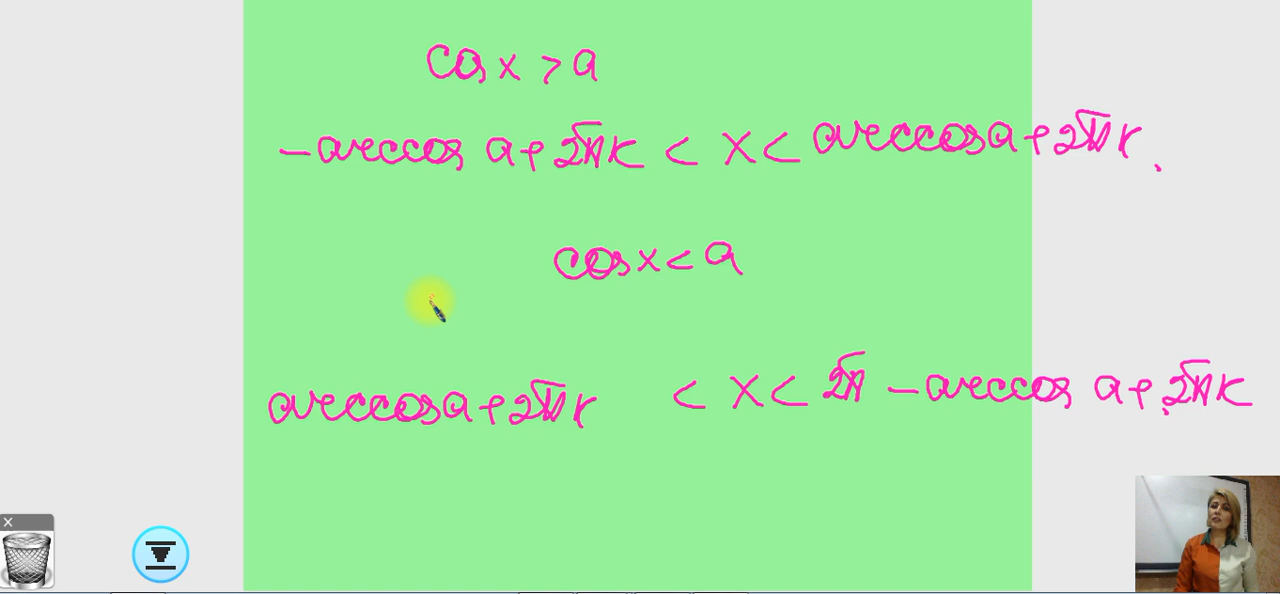 cos x > a
- arccos a + 2πk < x < arccos a + 2πk.
cos x < a
arccos a + 2πk < x < 2π - arccos a + 2πk